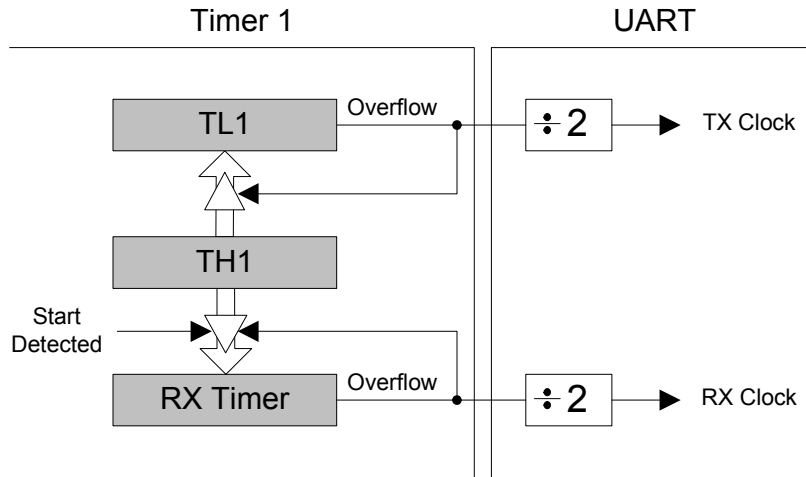 Timer 1
UART
TL1
Overflow
÷ 2
TX Clock
TH1
Start
Detected
RX Timer
Overflow
÷ 2
RX Clock